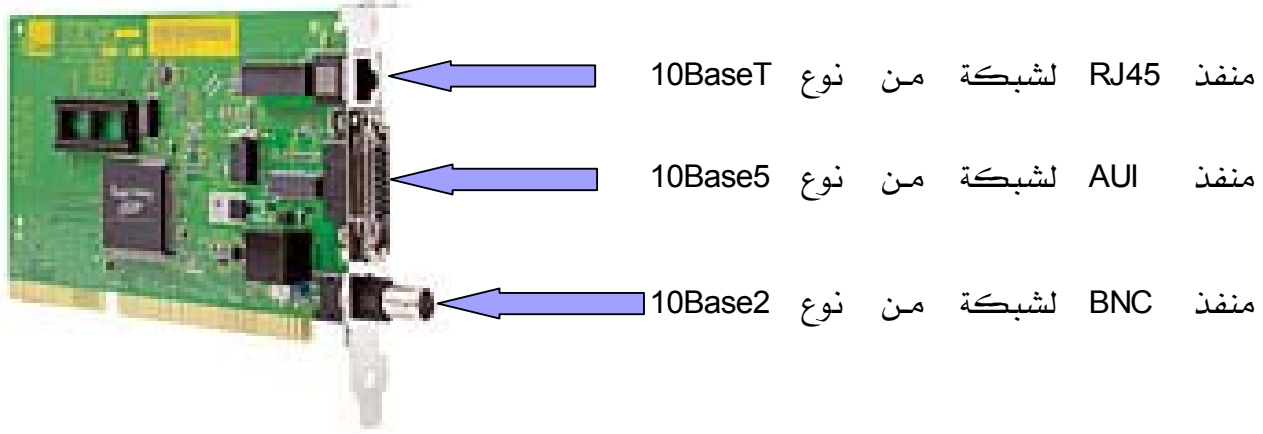 منفذ RJ45 لشبكة من نوع 10BaseT
منفذ AUI لشبكة من نوع 10Base5
منفذ BNC لشبكة من نوع 10Base2